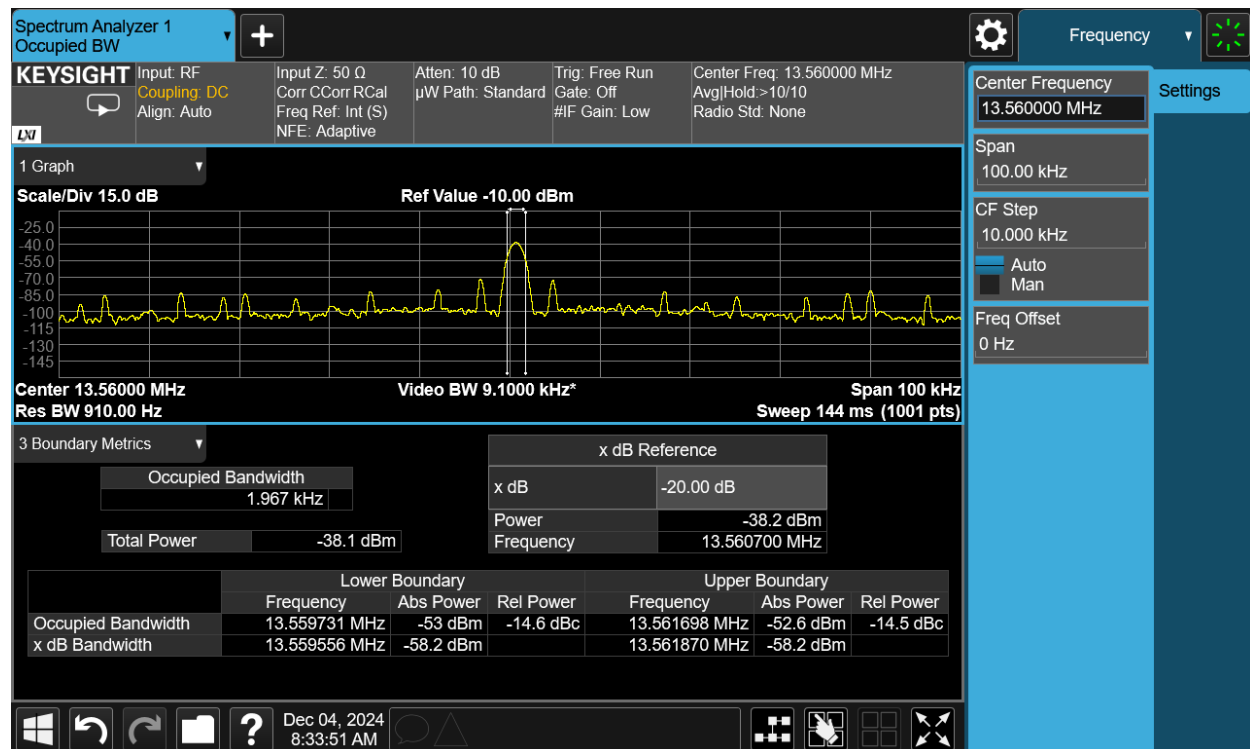 Spectrum Analyzer 1
Occupied BW
+
Frequency
KEYSIGHT
LXI
Input: RF
Coupling: DC
Align: Auto
Input Z: 50 Ω
Corr CCorr RCal
Freq Ref: Int (S)
NFE: Adaptive
Atten: 10 dB
µW Path: Standard
Trig: Free Run
Gate: Off
#IF Gain: Low
Center Freq: 13.560000 MHz
Avg|Hold:>10/10
Radio Std: None
Center Frequency
13.560000 MHz
Settings
Span
100.00 kHz
CF Step
10.000 kHz
Auto
Man
Freq Offset
0 Hz
1 Graph
Scale/Div 15.0 dB
Ref Value -10.00 dBm
-25.0
-40.0
-55.0
-70.0
-85.0
-100
-115
-130
-145
Center 13.56000 MHz
Video BW 9.1000 kHz*
Span 100 kHz
Res BW 910.00 Hz
Sweep 144 ms (1001 pts)
3 Boundary Metrics
Occupied Bandwidth
1.967 kHz
Total Power -38.1 dBm
x dB Reference
x dB -20.00 dB
Power -38.2 dBm
Frequency 13.560700 MHz
Lower Boundary Upper Boundary
Frequency Abs Power Rel Power Frequency Abs Power Rel Power
Occupied Bandwidth 13.559731 MHz -53 dBm -14.6 dBc 13.561698 MHz -52.6 dBm -14.5 dBc
x dB Bandwidth 13.559556 MHz -58.2 dBm 13.561870 MHz -58.2 dBm
?
Dec 04, 2024
8:33:51 AM